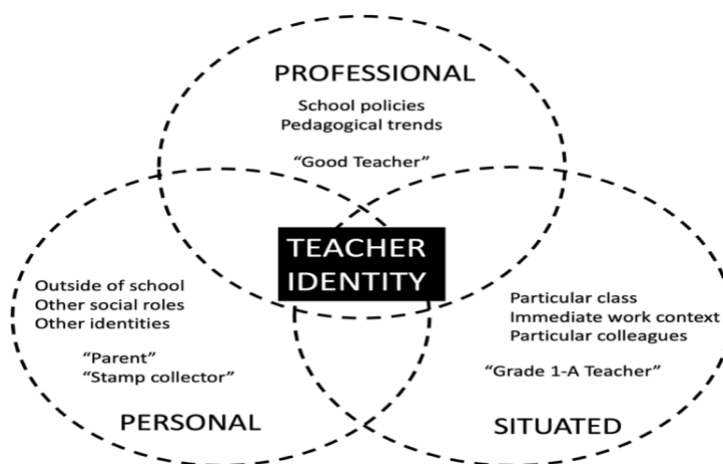 PROFESSIONAL
School policies
Pedagogical trends
“Good Teacher”
TEACHER
IDENTITY
Outside of school
Other social roles
Other identities
“Parent”
“Stamp collector”
PERSONAL
Particular class
Immediate work context
Particular colleagues
“Grade 1-A Teacher”
SITUATED